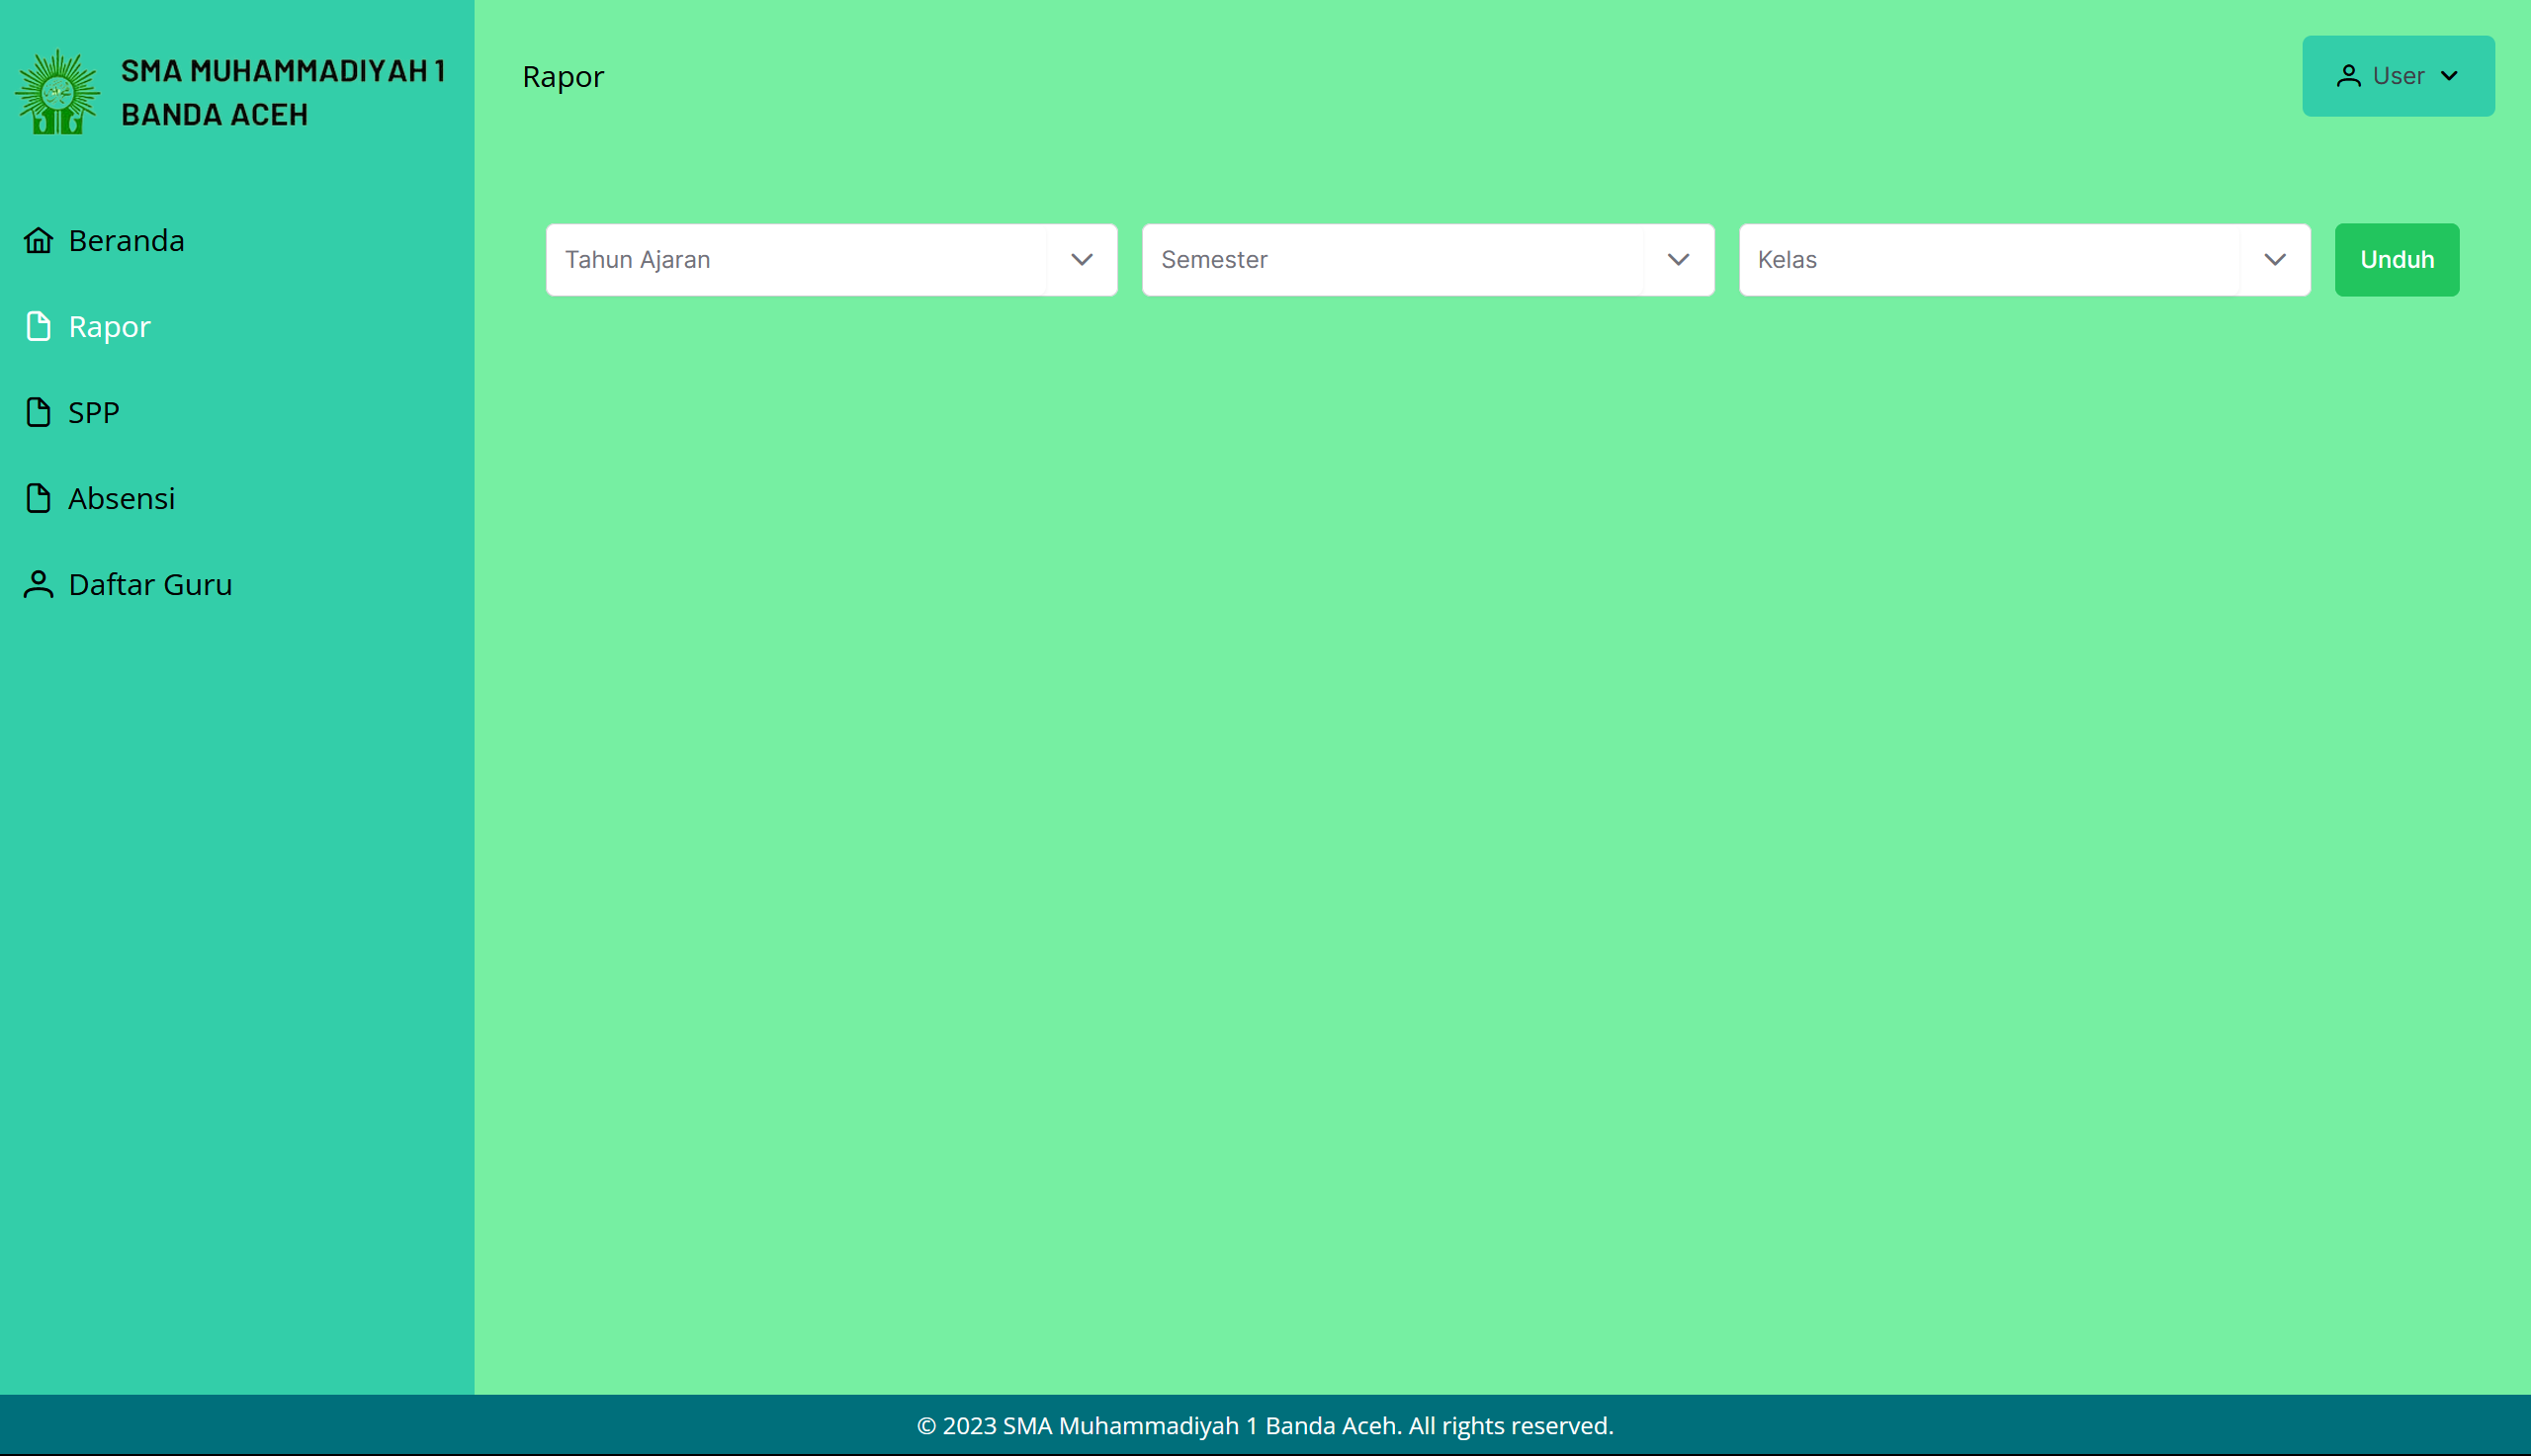 SMA MUHAMMADIYAH 1
BANDA ACEH
Beranda
Rapor
SPP
Absensi
Daftar Guru
Rapor
User
Tahun Ajaran
Semester
Kelas
Unduh
© 2023 SMA Muhammadiyah 1 Banda Aceh. All rights reserved.